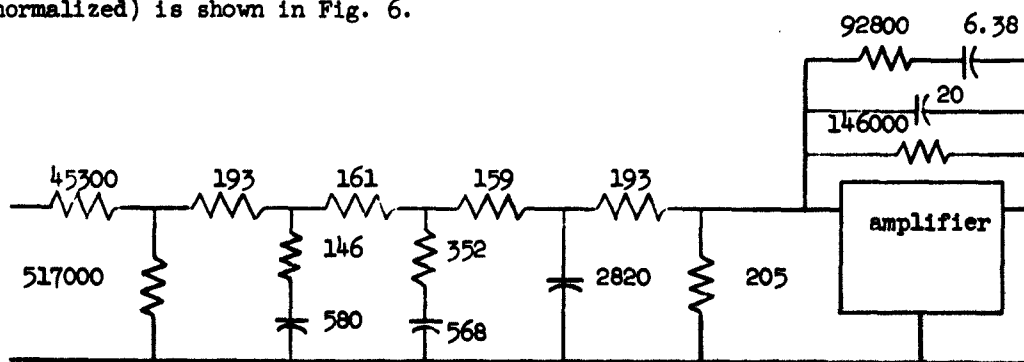 normalized) is shown in Fig. 6.
92800 6.38
20
146000
45300 193 161 159 193
amplifier
146 352
517000 2820 205
580 568